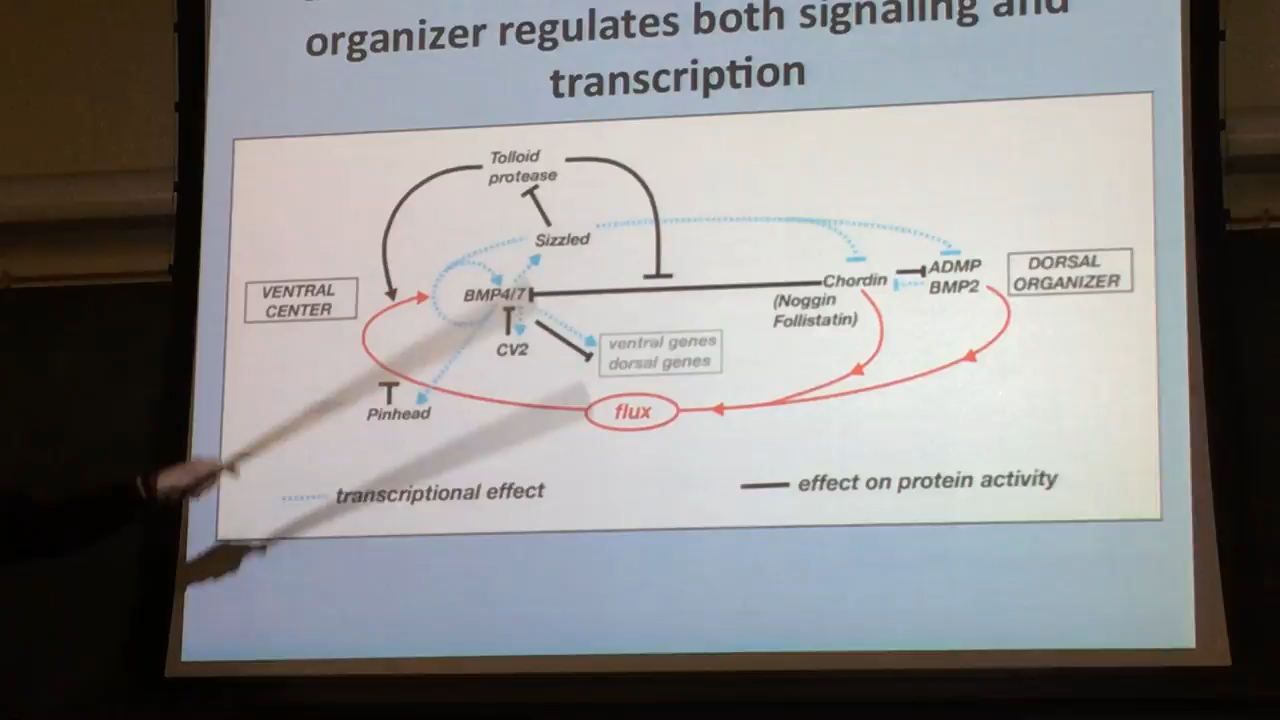 organizer regulates both signaling and
transcription
Tolloid
protease
Sizzled
VENTRAL
CENTER
BMP4/7
Chordin
(Noggin
Follistatin)
ADMP
BMP2
DORSAL
ORGANIZER
CV2
ventral genes
dorsal genes
Pinhead
flux
transcriptional effect
effect on protein activity